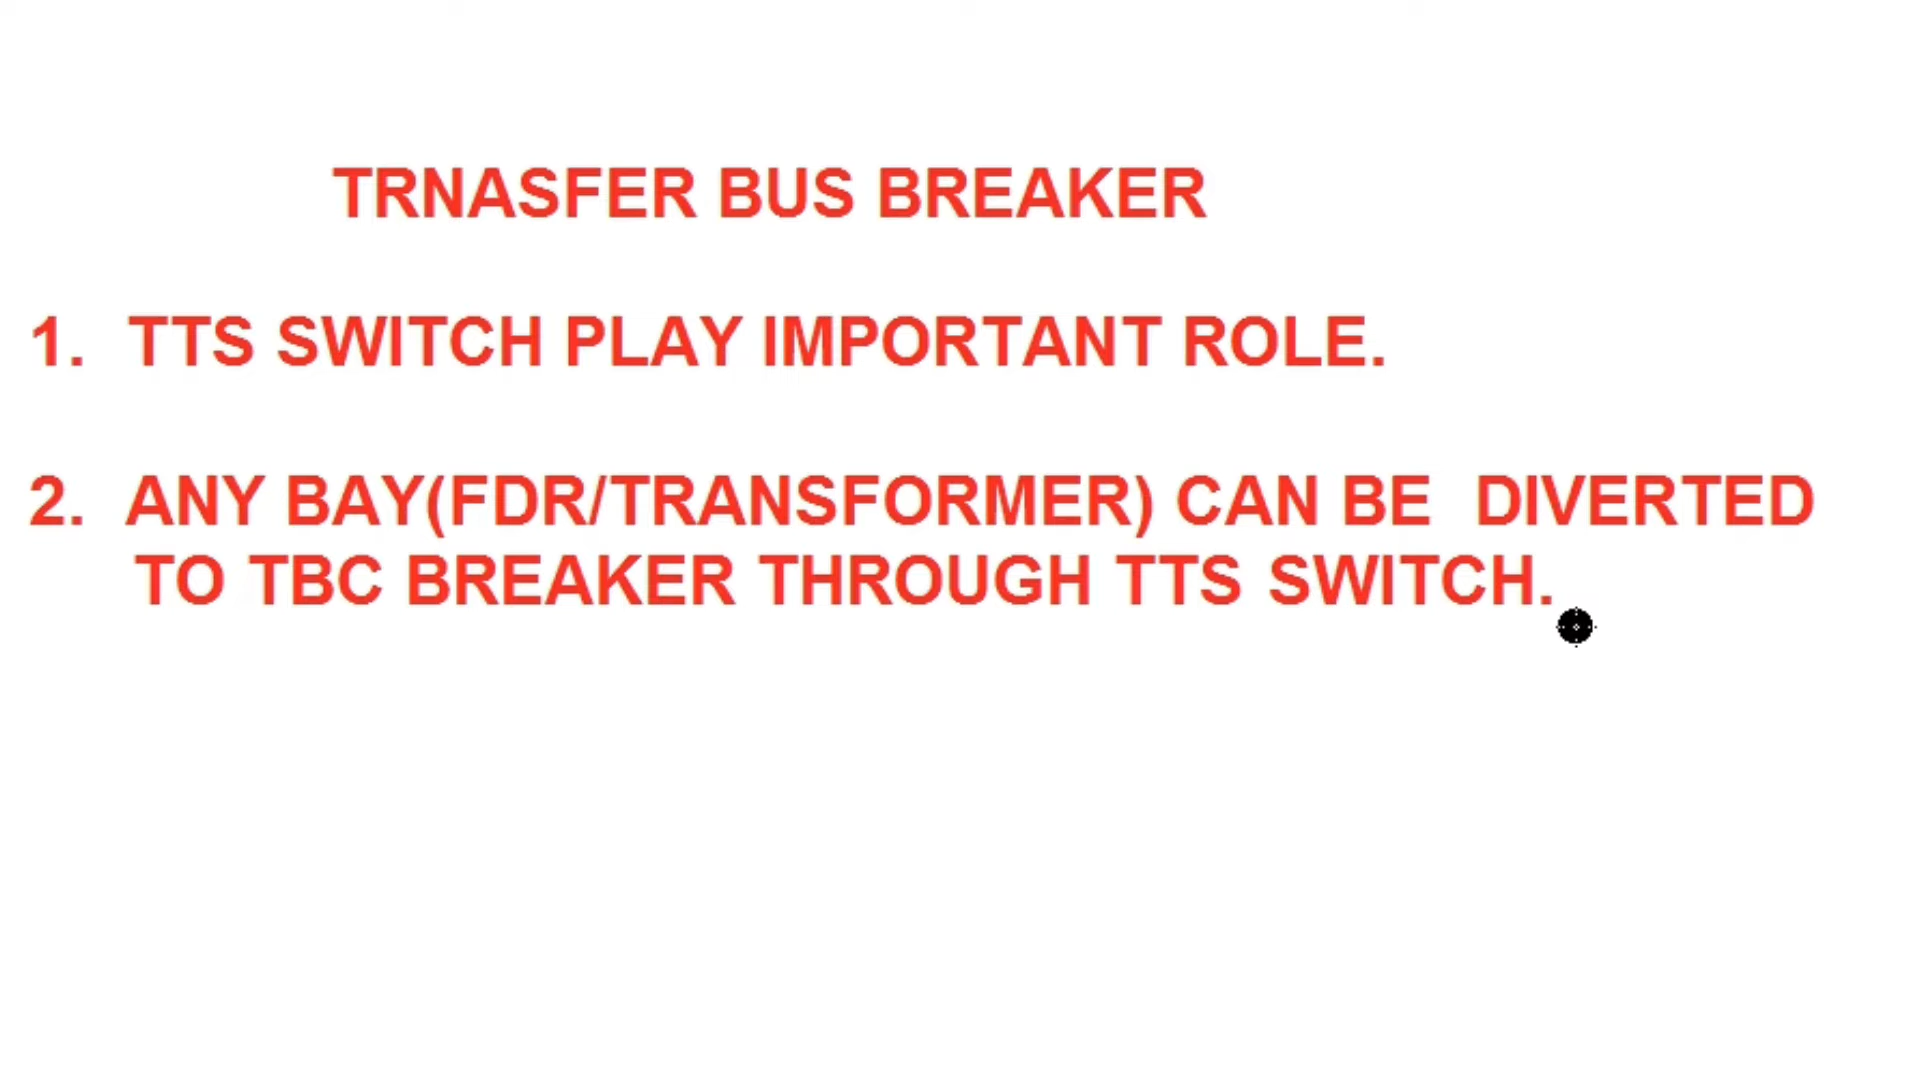 TRNASFER BUS BREAKER
1. TTS SWITCH PLAY IMPORTANT ROLE.
2. ANY BAY(FDR/TRANSFORMER) CAN BE DIVERTED
TO TBC BREAKER THROUGH TTS SWITCH.